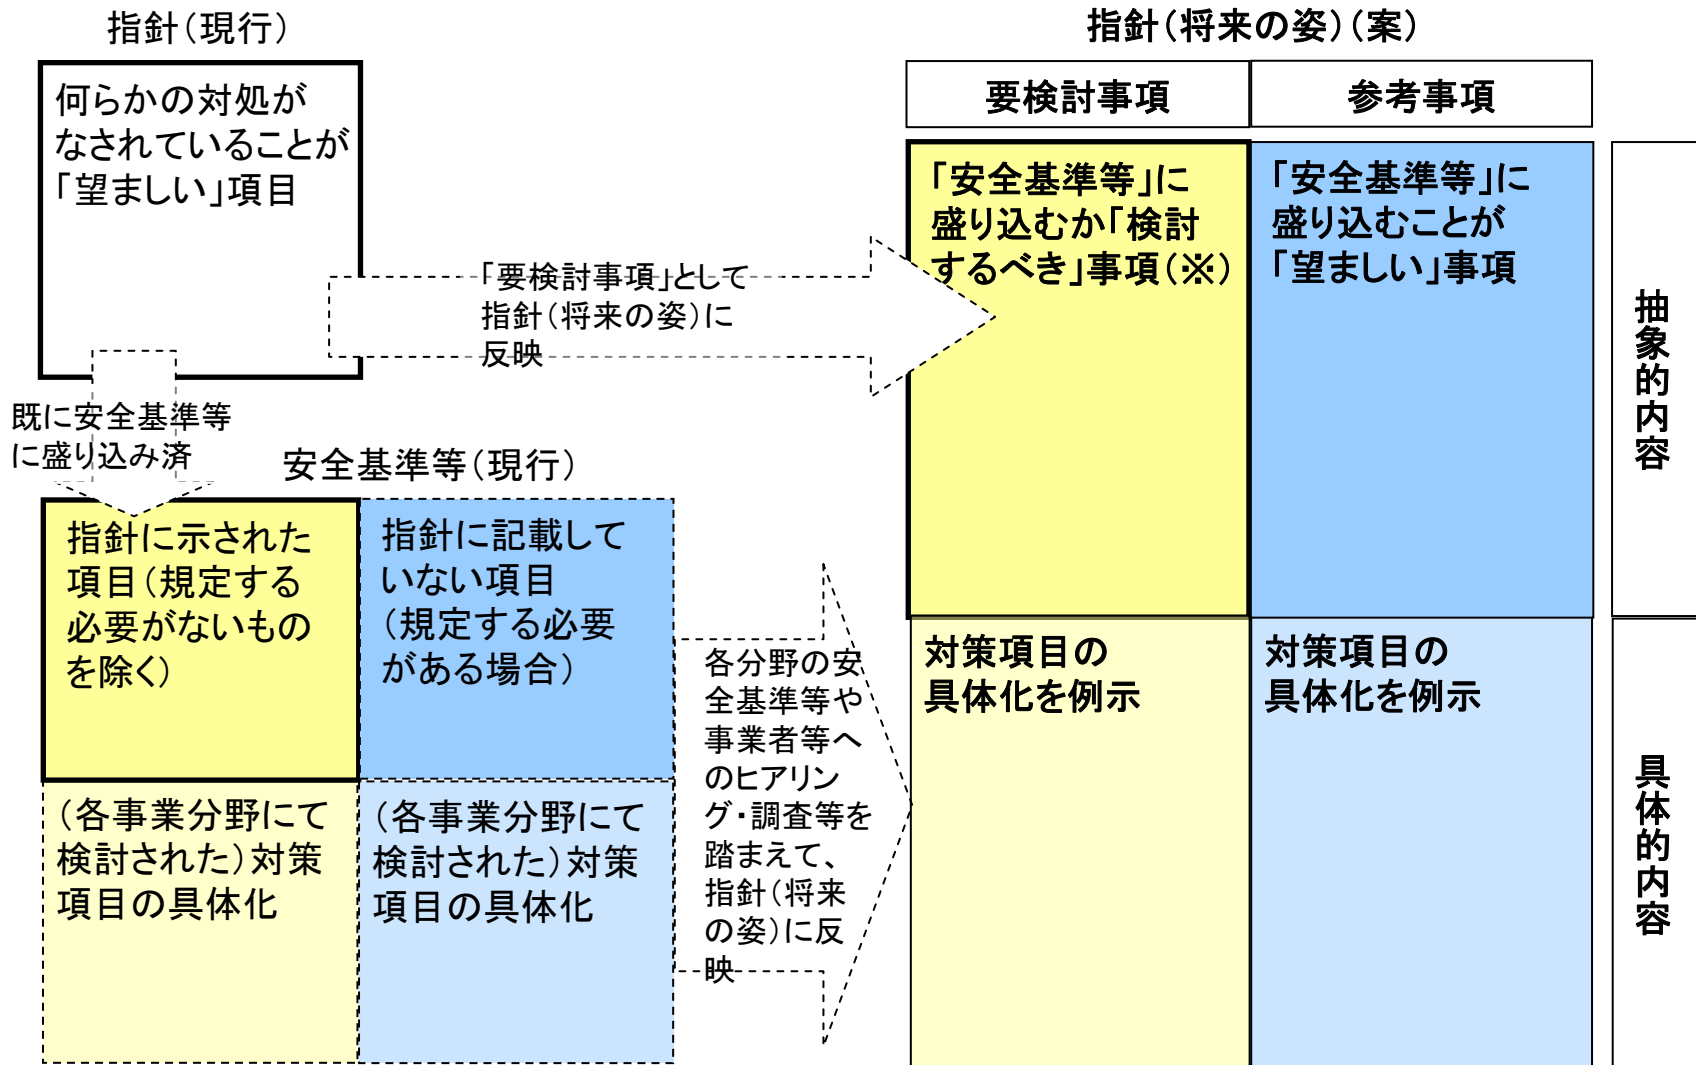 指針（現行）
何らかの対処が
なされていることが
「望ましい」項目
既に安全基準等
に盛り込み済
「要検討事項」として
指針（将来の姿）に
反映
安全基準等（現行）
指針に示された
項目（規定する
必要がないもの
を除く）
指針に記載して
いない項目
（規定する必要
がある場合）
（各事業分野にて
検討された）対策
項目の具体化
（各事業分野にて
検討された）対策
項目の具体化
各分野の安
全基準等や
事業者等へ
のヒアリン
グ・調査等を
踏まえて、
指針（将来
の姿）に反
映
指針（将来の姿）（案）
要検討事項
参考事項
「安全基準等」に
盛り込むか「検討
するべき」事項（※）
「安全基準等」に
盛り込むことが
「望ましい」事項
抽象的内容
対策項目の
具体化を例示
対策項目の
具体化を例示
具体的内容